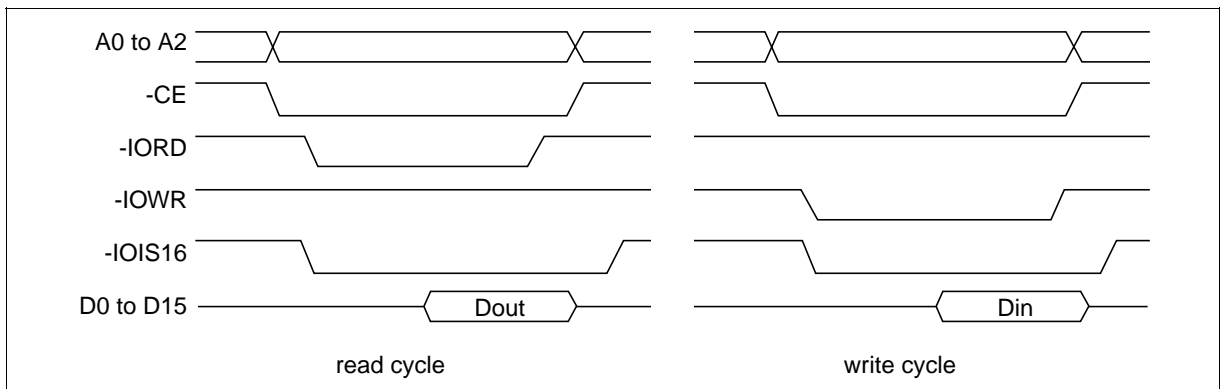 A0 to A2
-CE
-IORD
-IOWR
-IOIS16
D0 to D15 Dout Din
read cycle write cycle